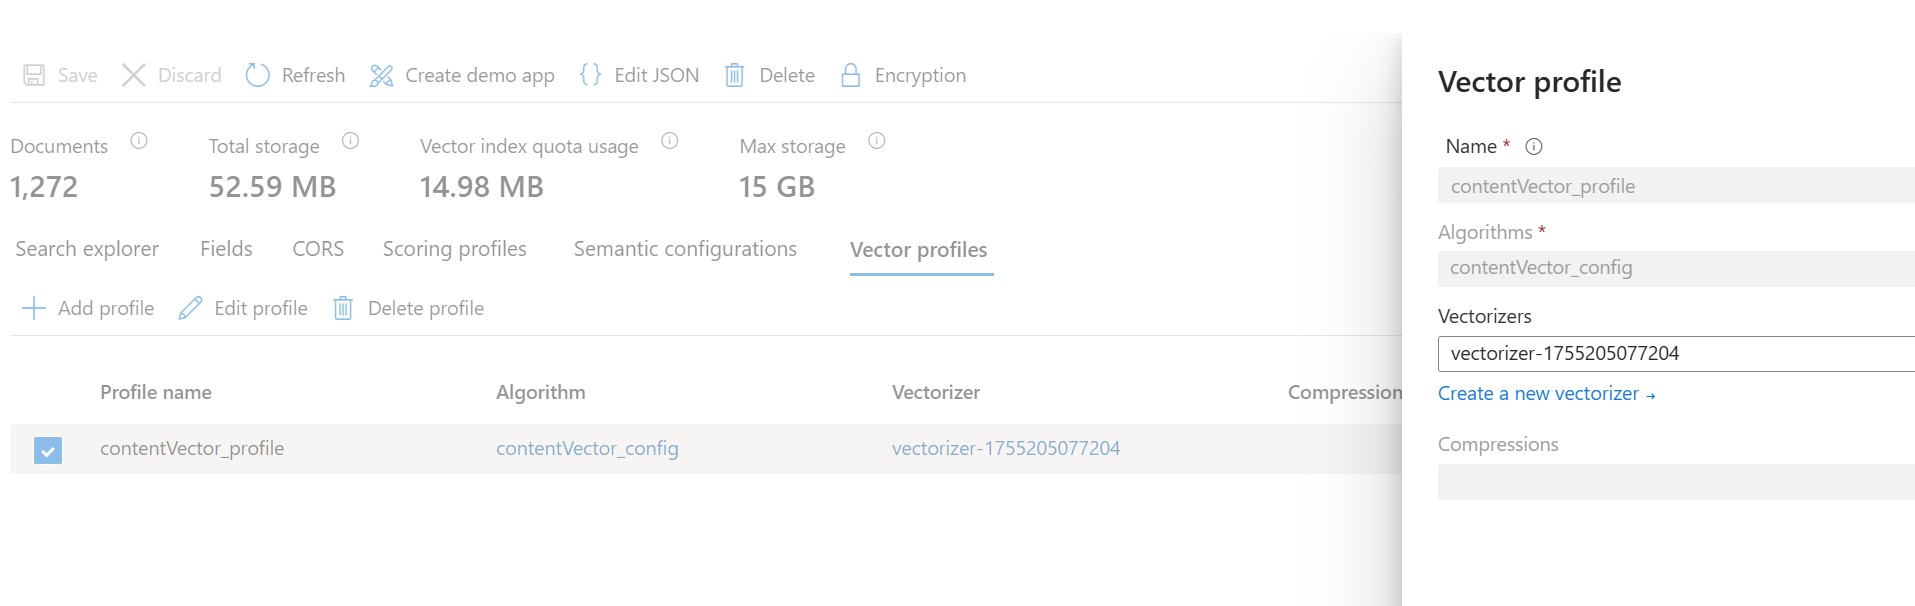 Save Discard Refresh Create demo app {} Edit JSON Delete Encryption
Documents Total storage Vector index quota usage Max storage
1,272 52.59 MB 14.98 MB 15 GB
Search explorer Fields CORS Scoring profiles Semantic configurations Vector profiles
Add profile Edit profile Delete profile
Profile name Algorithm Vectorizer Compression
contentVector_profile contentVector_config vectorizer-1755205077204
Vector profile
Name *
contentVector_profile
Algorithms *
contentVector_config
Vectorizers
vectorizer-1755205077204
Create a new vectorizer →
Compressions